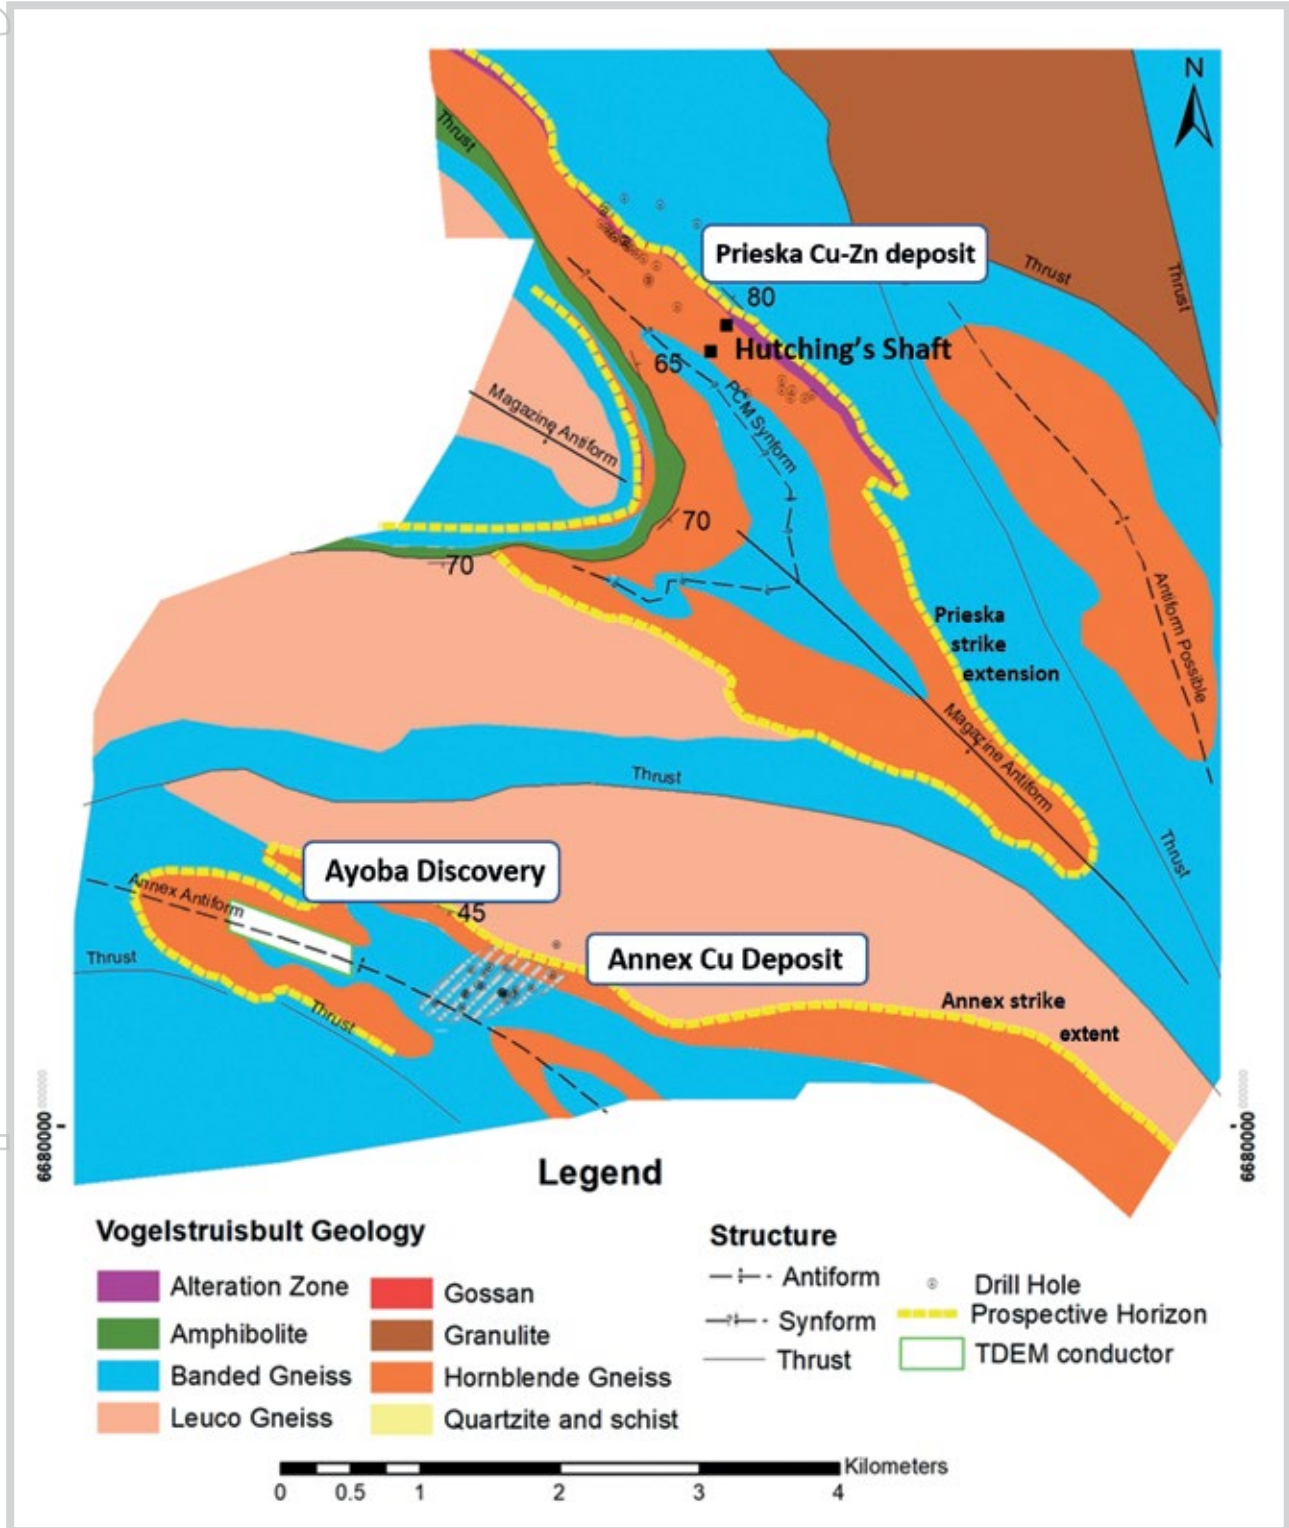 N
Thrust
Prieska Cu-Zn deposit
Thrust
Thrust
80
Hutching's Shaft
65
PCM Synform
Magazine Antiform
70
70
Antiform Possible
Prieska
strike
extension
Magazine Antiform
Thrust
Thrust
Ayoba Discovery
Annex Antiform
45
Annex Cu Deposit
Thrust
Thrust
Annex strike
extent
6680000
000000
6680000
000000
Legend
Vogelstruisbult Geology
Alteration Zone
Amphibolite
Banded Gneiss
Leuco Gneiss
Gossan
Granulite
Hornblende Gneiss
Quartzite and schist
Structure
Antiform
Synform
Thrust
Drill Hole
Prospective Horizon
TDEM conductor
Kilometers
0 0.5 1 2 3 4